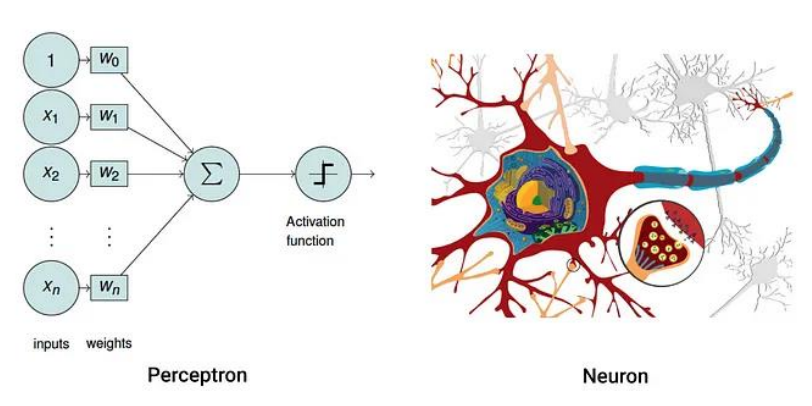 1 w₀
x₁ w₁
x₂ w₂
Σ
⋮ ⋮
xₙ wₙ
Activation
function
inputs weights
Perceptron
Neuron